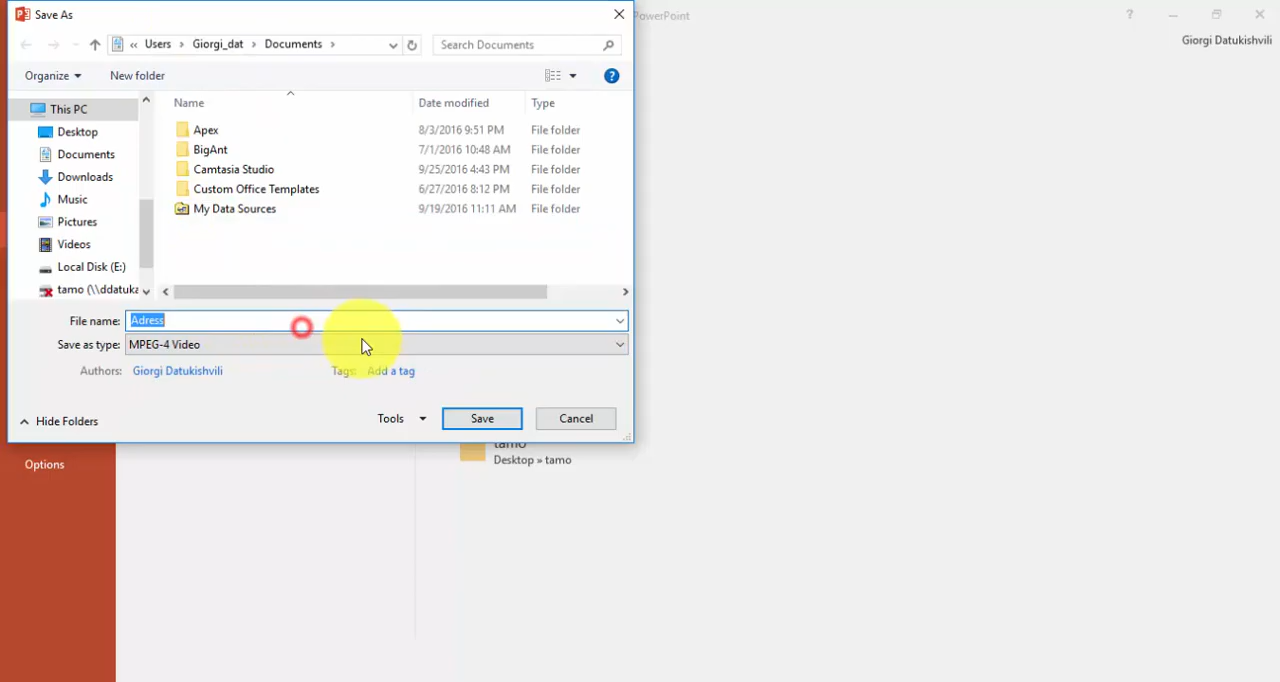 Save As
PowerPoint
?
Giorgi Datukishvili
« Users > Giorgi_dat > Documents >
Search Documents
Organize
New folder
?
This PC
Desktop
Documents
Downloads
Music
Pictures
Videos
Local Disk (E:)
tamo (\\ddatuka
Name Date modified Type
Apex 8/3/2016 9:51 PM File folder
BigAnt 7/1/2016 10:48 AM File folder
Camtasia Studio 9/25/2016 4:43 PM File folder
Custom Office Templates 6/27/2016 8:12 PM File folder
My Data Sources 9/19/2016 11:11 AM File folder
File name: Adress
Save as type: MPEG-4 Video
Authors: Giorgi Datukishvili Tags: Add a tag
Hide Folders
Tools Save Cancel
tamo
Desktop » tamo
Options